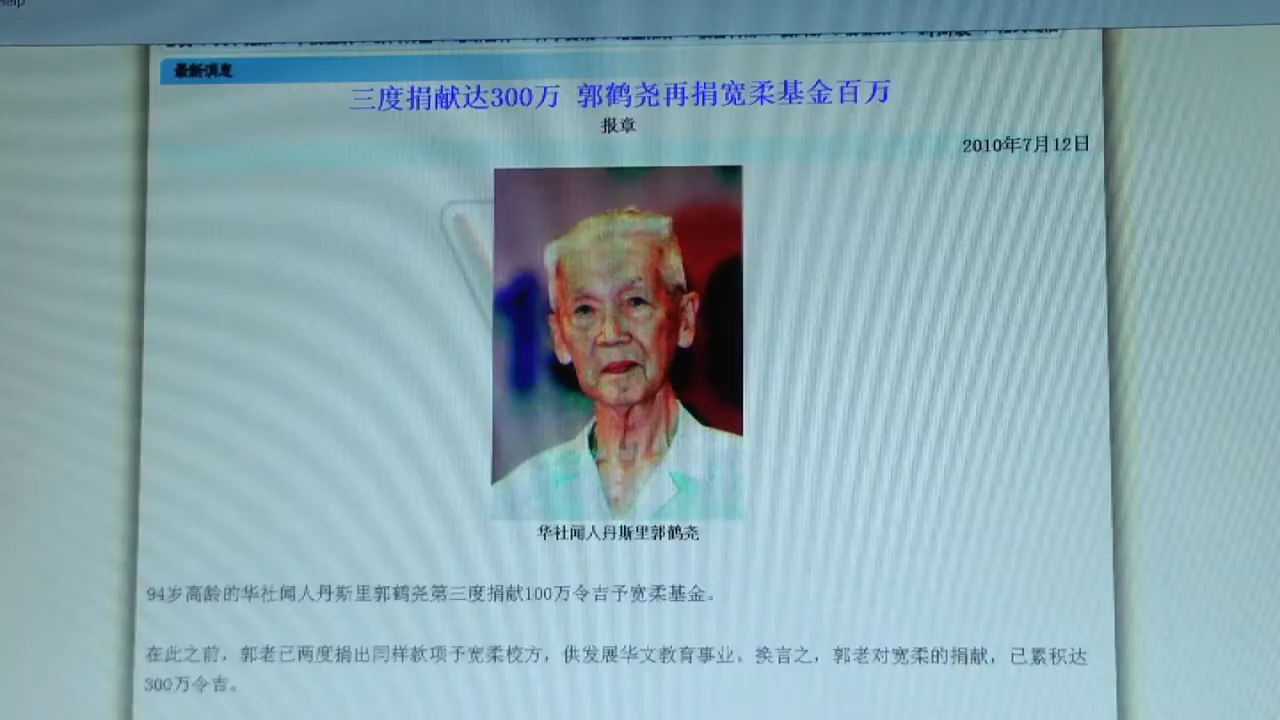 最新消息
三度捐献达300万 郭鹤尧再捐宽柔基金百万
报章
2010年7月12日
华社闻人丹斯里郭鹤尧
94岁高龄的华社闻人丹斯里郭鹤尧第三度捐献100万令吉予宽柔基金。
在此之前，郭老已两度捐出同样款项予宽柔校方，供发展华文教育事业。换言之，郭老对宽柔的捐献，已累积达
300万令吉。